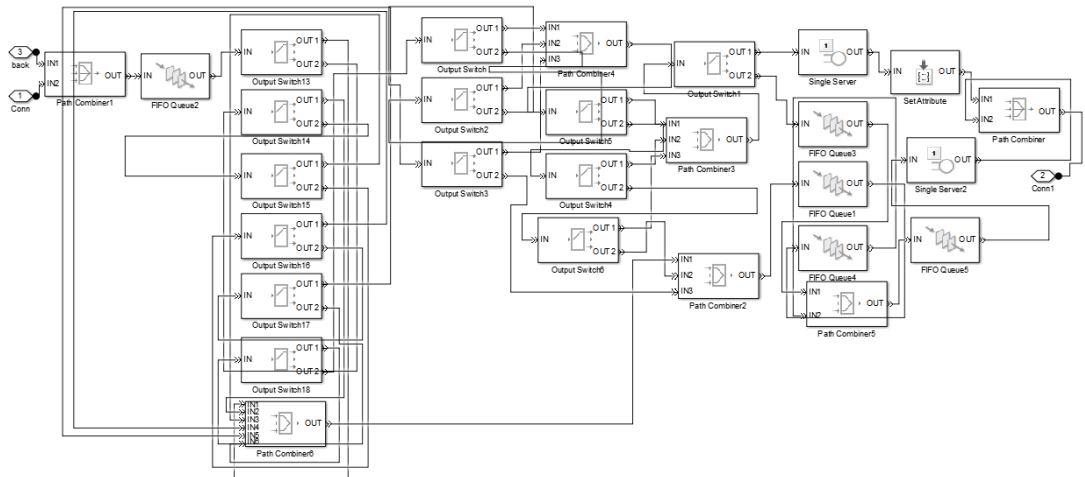 3
back
1
Conn
IN1
IN2
OUT
Path Combiner1
IN
OUT
FIFO Queue2
IN
OUT 1
OUT 2
Output Switch13
IN
OUT 1
OUT 2
Output Switch14
IN
OUT 1
OUT 2
Output Switch15
IN
OUT 1
OUT 2
Output Switch16
IN
OUT 1
OUT 2
Output Switch17
IN
OUT 1
OUT 2
Output Switch18
IN1
IN2
IN3
IN4
IN5
OUT
Path Combiner6
IN
OUT 1
OUT 2
Output Switch
IN
OUT 1
OUT 2
Output Switch2
IN
OUT 1
OUT 2
Output Switch3
IN1
IN2
IN3
OUT
Path Combiner4
OUT 1
OUT 2
Output Switch5
IN
OUT 1
OUT 2
Output Switch4
IN
OUT 1
OUT 2
Output Switch6
IN1
IN2
IN3
OUT
Path Combiner3
IN
OUT 1
OUT 2
Output Switch1
IN1
IN2
IN3
OUT
Path Combiner2
IN
1
OUT
Single Server
IN
OUT
Set Attribute
IN1
IN2
OUT
Path Combiner
IN
OUT
FIFO Queue3
IN
1
OUT
Single Server2
2
Conn1
IN
OUT
FIFO Queue1
IN
OUT
FIFO Queue4
IN
OUT
FIFO Queue5
IN1
IN2
OUT
Path Combiner5